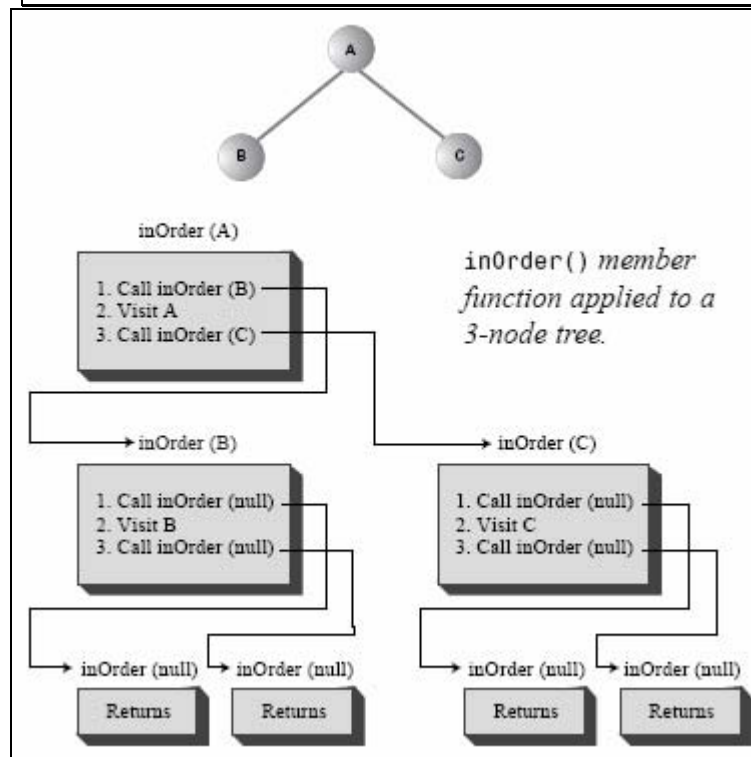 A
B
C
inOrder (A)
1. Call inOrder (B)
2. Visit A
3. Call inOrder (C)
inOrder() member
function applied to a
3-node tree.
inOrder (B)
1. Call inOrder (null)
2. Visit B
3. Call inOrder (null)
inOrder (C)
1. Call inOrder (null)
2. Visit C
3. Call inOrder (null)
inOrder (null)
Returns
inOrder (null)
Returns
inOrder (null)
Returns
inOrder (null)
Returns